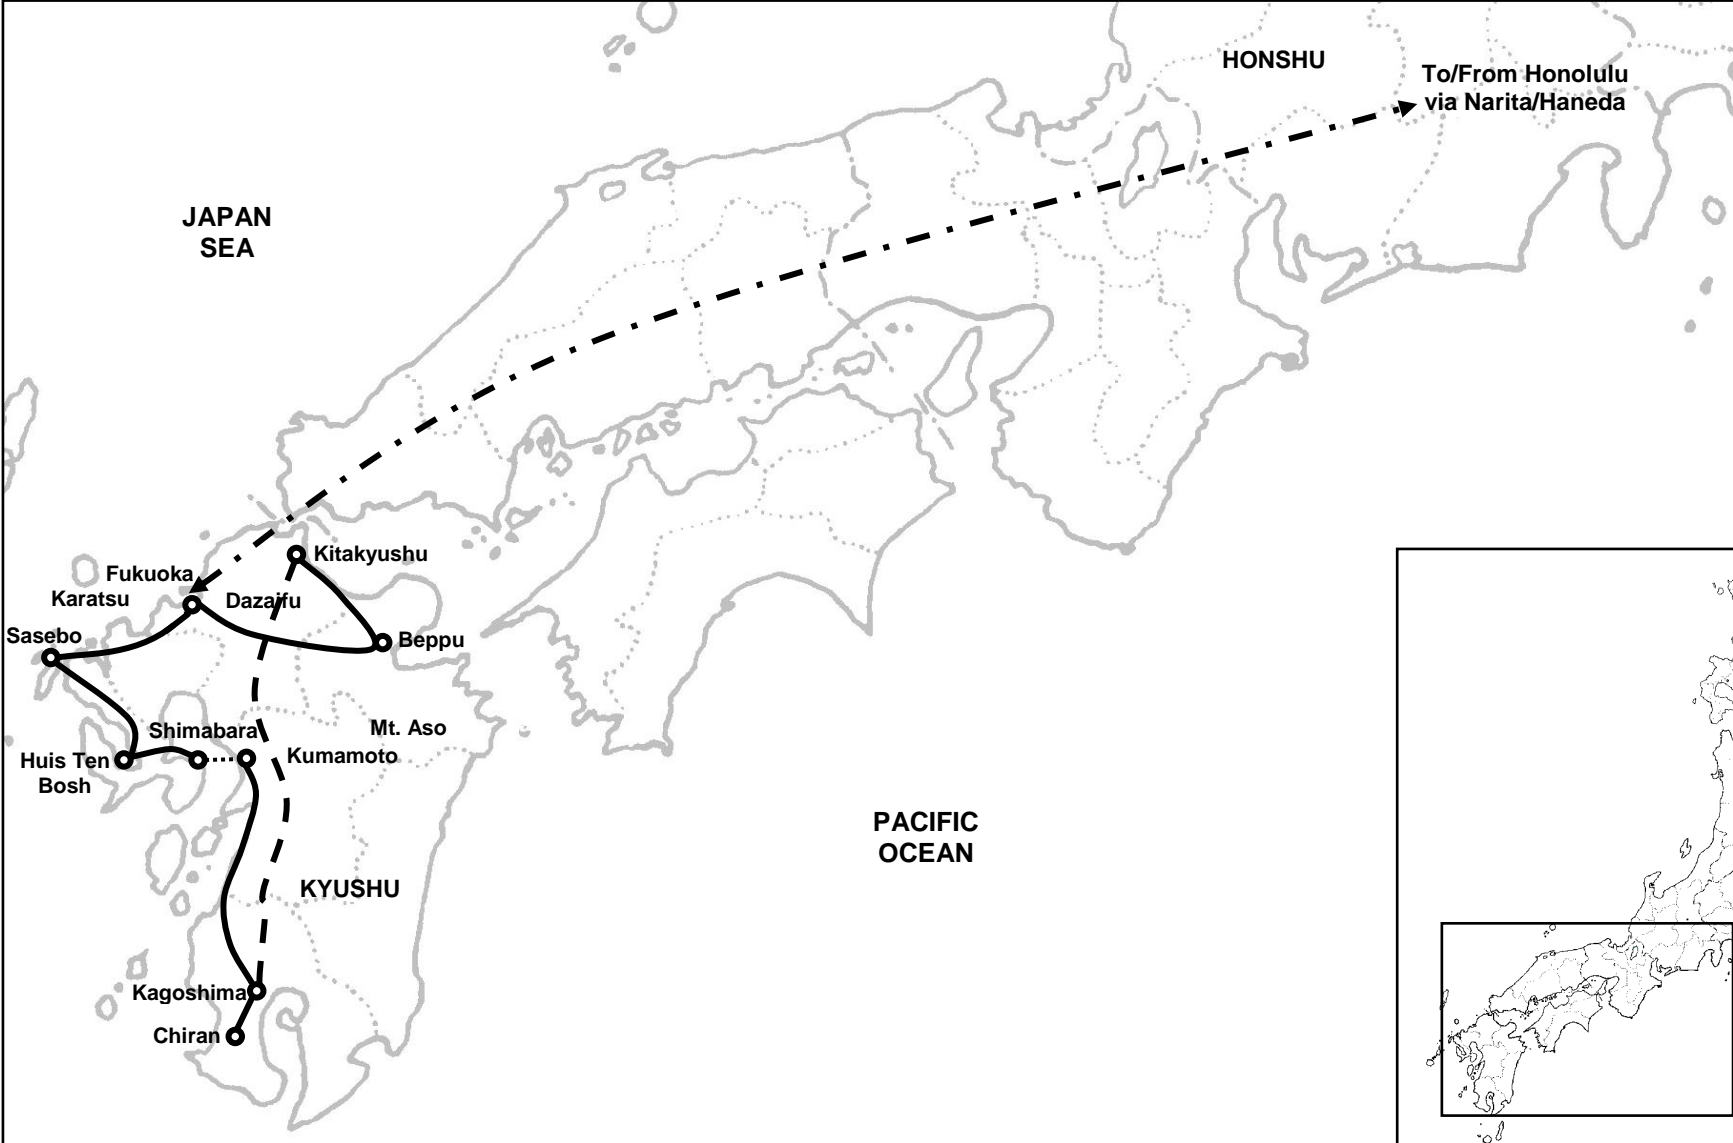 HONSHU
To/From Honolulu
via Narita/Haneda
JAPAN
SEA
Kitakyushu
Fukuoka
Karatsu
Dazaifu
Sasebo
Beppu
Shimabara
Mt. Aso
Huis Ten
Bosh
Kumamoto
PACIFIC
OCEAN
KYUSHU
Kagoshima
Chiran